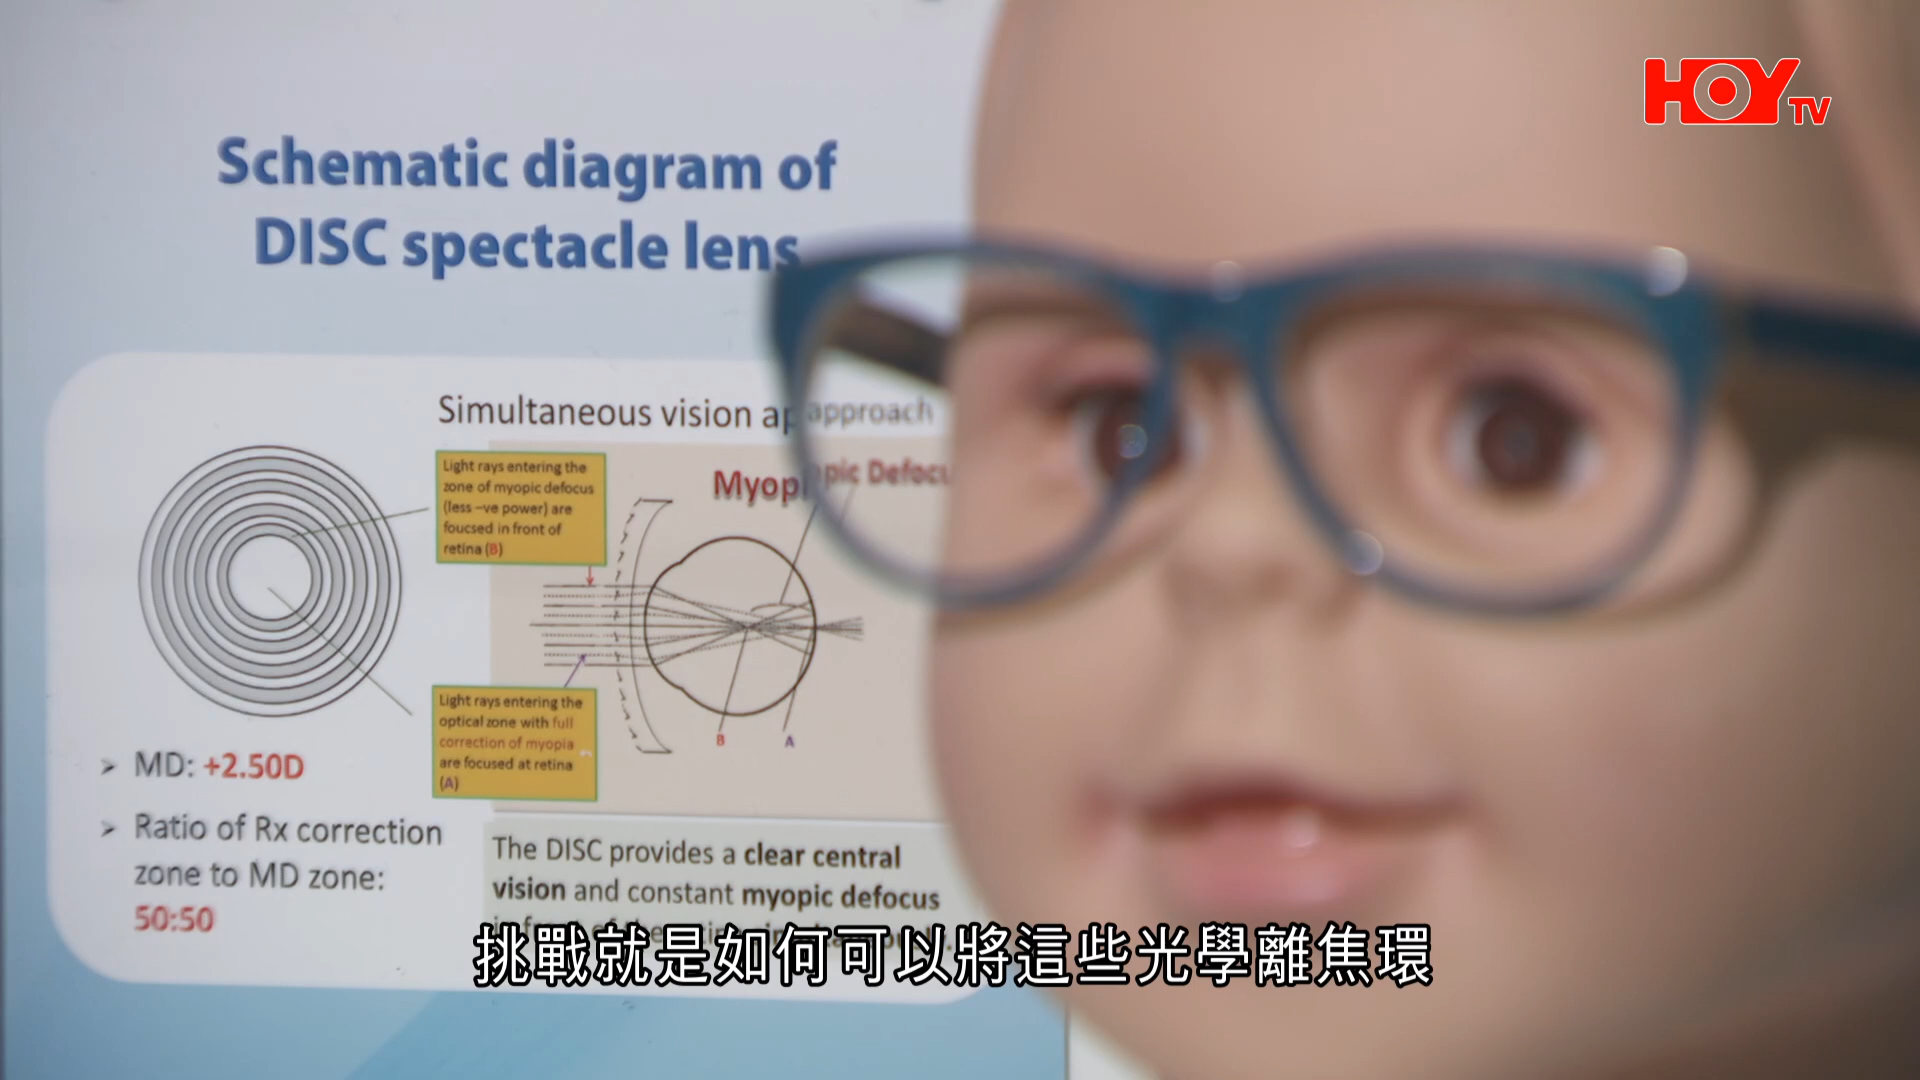 HOY TV
Schematic diagram of
DISC spectacle lens
Simultaneous vision ap approach
Light rays entering the
zone of myopic defocus
(less –ve power) are
foucsed in front of
retina (B)
Myopic Defocu
Light rays entering the
optical zone with full
correction of myopia
are focused at retina
(A)
B
A
➢ MD: +2.50D
➢ Ratio of Rx correction
zone to MD zone:
50:50
The DISC provides a clear central
vision and constant myopic defocus
挑戰就是如何可以將這些光學離焦環